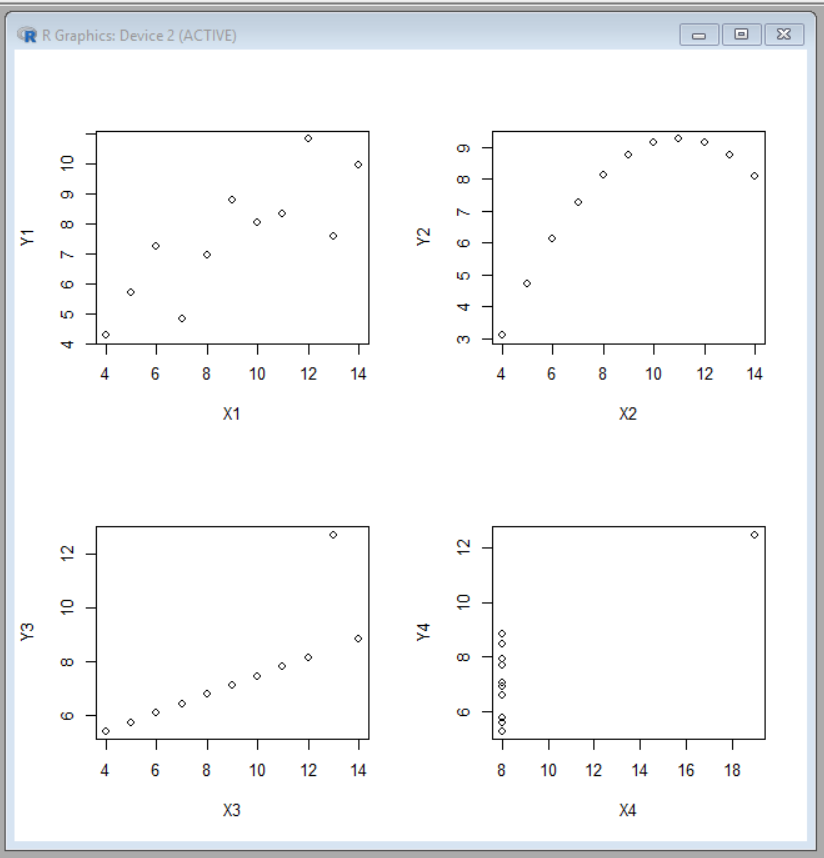 R Graphics: Device 2 (ACTIVE)
Y1
4 5 6 7 8 9 10
4 6 8 10 12 14
X1
Y2
3 4 5 6 7 8 9
4 6 8 10 12 14
X2
Y3
6 8 10 12
4 6 8 10 12 14
X3
Y4
6 8 10 12
8 10 12 14 16 18
X4